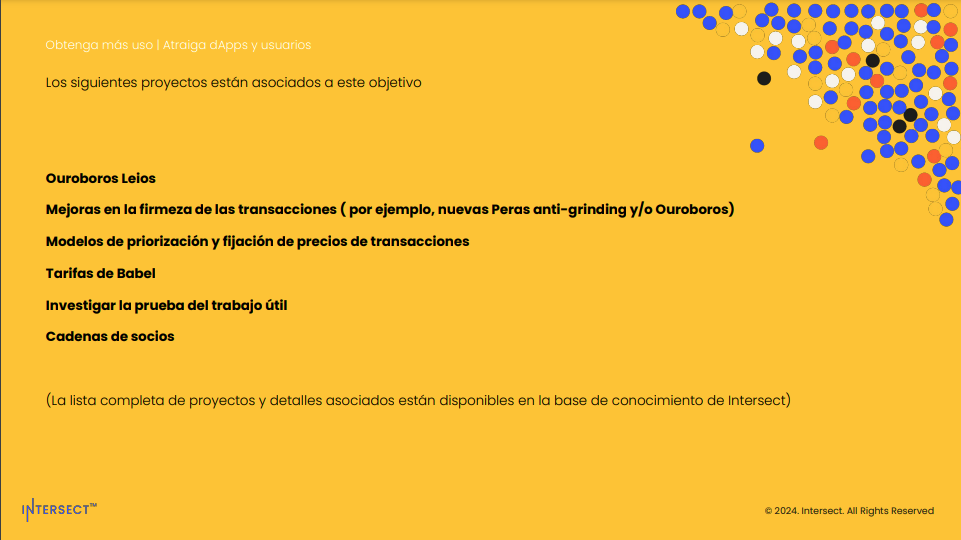 Obtenga más uso | Atraiga dApps y usuarios
Los siguientes proyectos están asociados a este objetivo
Ouroboros Leios
Mejoras en la firmeza de las transacciones ( por ejemplo, nuevas Peras anti-grinding y/o Ouroboros)
Modelos de priorización y fijación de precios de transacciones
Tarifas de Babel
Investigar la prueba del trabajo útil
Cadenas de socios
(La lista completa de proyectos y detalles asociados están disponibles en la base de conocimiento de Intersect)
INTERSECT™
© 2024. Intersect. All Rights Reserved